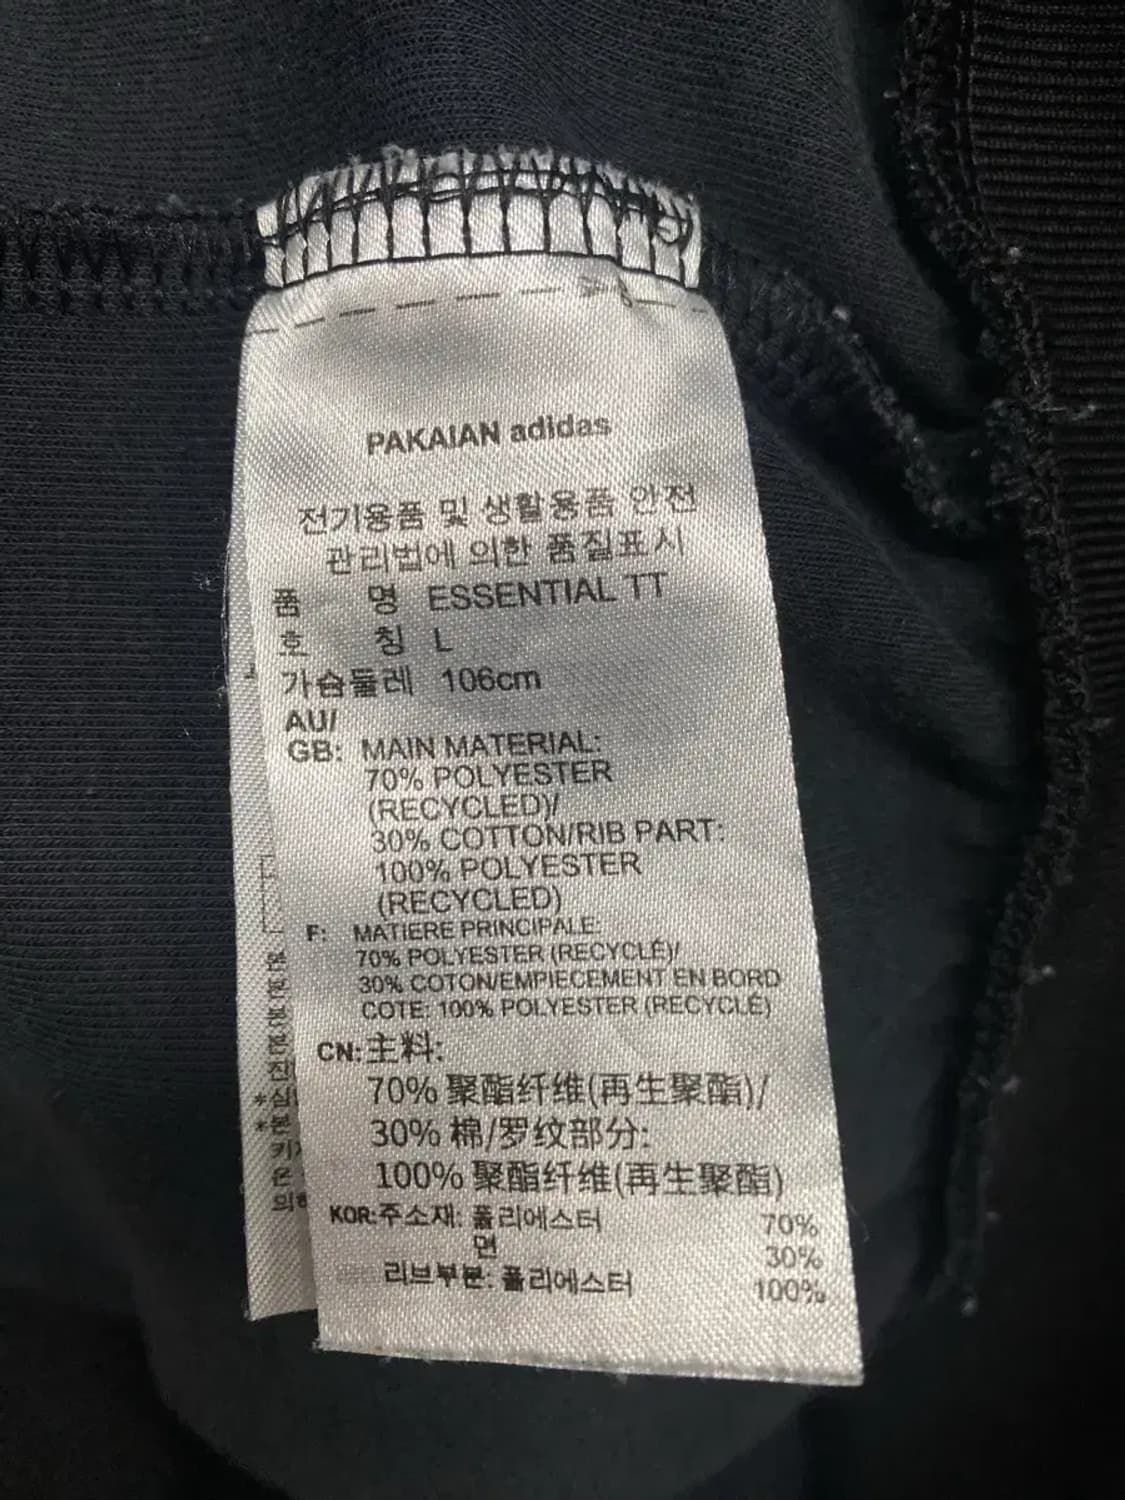 PAKAIAN adidas
전기용품 및 생활용품 안전
관리법에 의한 품질표시
품 명 ESSENTIAL TT
호 칭 L
가슴둘레 106cm
AU/
GB: MAIN MATERIAL:
70% POLYESTER
(RECYCLED)/
30% COTTON/RIB PART:
100% POLYESTER
(RECYCLED)
F: MATIERE PRINCIPALE:
70% POLYESTER (RECYCLÉ)/
30% COTON/EMPIECEMENT EN BORD
COTE: 100% POLYESTER (RECYCLÉ)
CN: 主料:
70% 聚酯纤维(再生聚酯)/
30% 棉/罗纹部分:
100% 聚酯纤维(再生聚酯)
KOR: 주소재: 폴리에스터 70%
면 30%
리브부분: 폴리에스터 100%